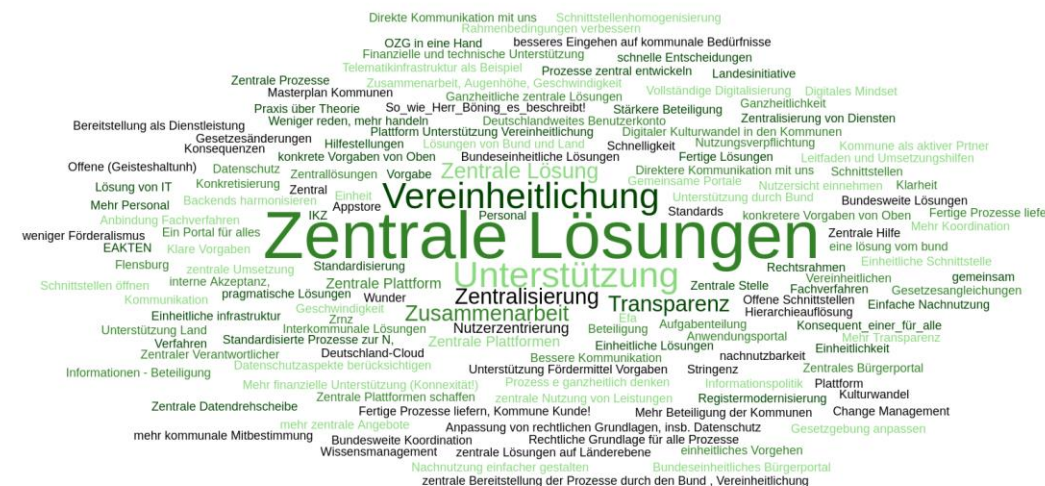 Direkte Kommunikation mit uns Schnittstellenhomogenisierung
Rahmenbedingungen verbessern
OZG in eine Hand besseres Eingehen auf kommunale Bedürfnisse
Finanzielle und technische Unterstützung schnelle Entscheidungen
Telematikinfrastruktur als Beispiel Prozesse zentral entwickeln Landesinitiative
Zentrale Prozesse Zusammenarbeit, Augenhöhe, Geschwindigkeit Vollständige Digitalisierung Digitales Mindset
Masterplan Kommunen Ganzheitliche zentrale Lösungen Ganzheitlichkeit
Praxis über Theorie So_wie_Herr_Böning_es_beschreibt! Stärkere Beteiligung
Weniger reden, mehr handeln Deutschlandweites Benutzerkonto Zentralisierung von Diensten
Bereitstellung als Dienstleistung Plattform Unterstützung Vereinheitlichung Digitaler Kulturwandel in den Kommunen
Gesetzesänderungen Hilfestellungen Lösungen von Bund und Land Schnelligkeit Nutzungsverpflichtung Kommune als aktiver Prtner
Konsequenzen konkrete Vorgaben von Oben Bundeseinheitliche Lösungen Fertige Lösungen Leitfaden und Umsetzungshilfen
Offene (Geisteshaltunh) Datenschutz Zentrallösungen Vorgabe Zentrale Lösung Direktere Kommunikation mit uns Schnittstellen
Lösung von IT Konkretisierung Zentral Einheit Vereinheitlichung Gemeinsame Portale Nutzersicht einnehmen Klarheit
Mehr Personal Backends harmonisieren Appstore Unterstützung durch Bund Bundesweite Lösungen
Anbindung Fachverfahren IKZ Personal Standards konkretere Vorgaben von Oben Fertige Prozesse liefe
weniger Förderalismus Ein Portal für alles Zentrale Lösungen Zentrale Hilfe Mehr Koordination
EAKTEN Klare Vorgaben eine lösung vom bund
Flensburg zentrale Umsetzung Standardisierung Unterstützung Rechtsrahmen Einheitliche Schnittstelle
Schnittstellen öffnen interne Akzeptanz, Zentrale Plattform Zentrale Stelle Vereinheitlichen gemeinsam
Kommunikation pragmatische Lösungen Wunder Zentralisierung Transparenz Fachverfahren Gesetzesangleichungen
Geschwindigkeit Offene Schnittstellen Einfache Nachnutzung
Einheitliche infrastruktur Zrnz Zusammenarbeit Efa Hierarchieauflösung
Unterstützung Land Interkommunale Lösungen Nutzerzentrierung Beteiligung Aufgabenteilung Konsequent_einer_für_alle
Verfahren Standardisierte Prozesse zur N, Zentrale Plattformen Einheitliche Lösungen Anwendungsportal Mehr Transparenz
Zentraler Verantwortlicher Deutschland-Cloud Bessere Kommunikation nachnutzbarkeit Einheitlichkeit
Informationen - Beteiligung Datenschutzaspekte berücksichtigen Unterstützung Fördermittel Vorgaben Stringenz Zentrales Bürgerportal
Mehr finanzielle Unterstützung (Konnexität!) Prozess e ganzheitlich denken Informationspolitik Plattform
Zentrale Plattformen schaffen zentrale Nutzung von Leistungen Registermodernisierung Kulturwandel
Zentrale Datendrehscheibe Fertige Prozesse liefern, Kommune Kunde! Mehr Beteiligung der Kommunen Change Management
mehr zentrale Angebote Anpassung von rechtlichen Grundlagen, insb. Datenschutz Gesetzgebung anpassen
mehr kommunale Mitbestimmung Bundesweite Koordination Rechtliche Grundlage für alle Prozesse
Wissensmanagement zentrale Lösungen auf Länderebene einheitliches Vorgehen
Nachnutzung einfacher gestalten Bundeseinheitliches Bürgerportal
zentrale Bereitstellung der Prozesse durch den Bund , Vereinheitlichung